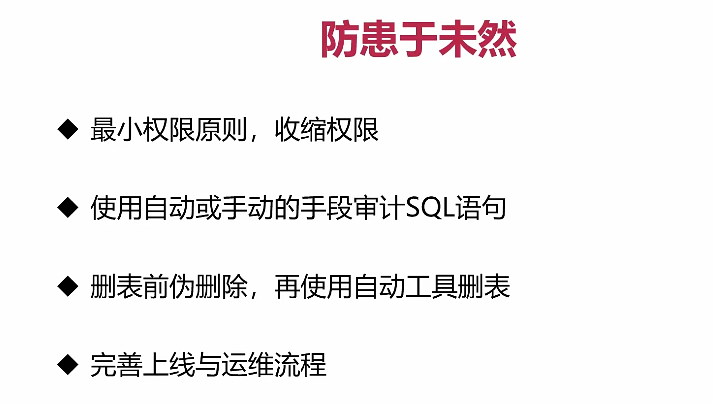 防患于未然
◆ 最小权限原则，收缩权限
◆ 使用自动或手动的手段审计SQL语句
◆ 删表前伪删除，再使用自动工具删表
◆ 完善上线与运维流程